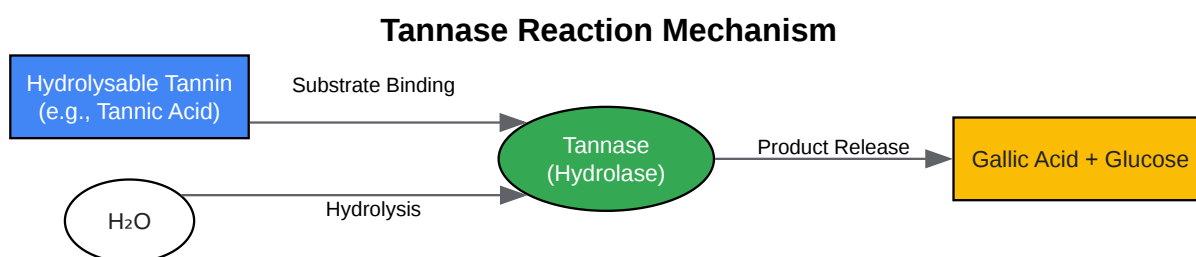 Tannase Reaction Mechanism
Hydrolysable Tannin
(e.g., Tannic Acid)
Substrate Binding
Tannase
(Hydrolase)
Product Release
Gallic Acid + Glucose
H₂O
Hydrolysis